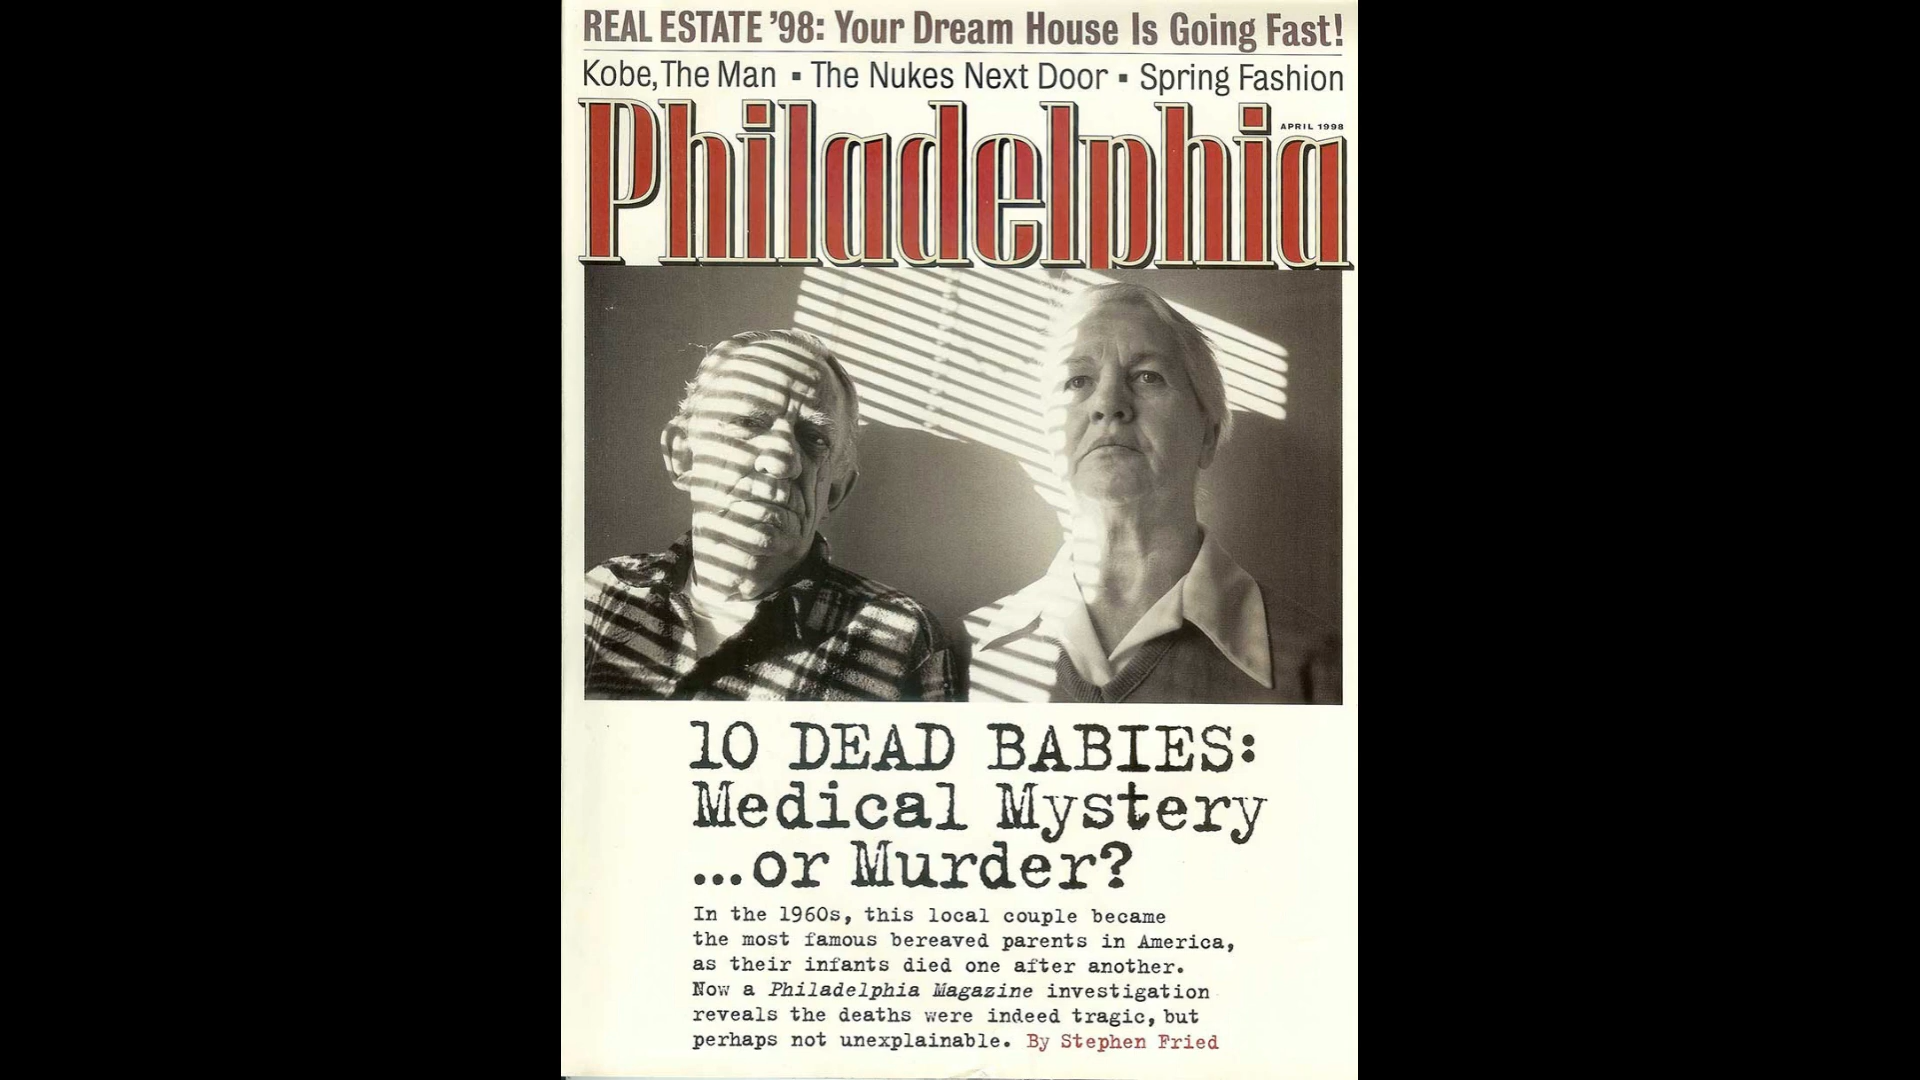 REAL ESTATE '98: Your Dream House Is Going Fast!
Kobe, The Man ▪ The Nukes Next Door ▪ Spring Fashion
Philadelphia
APRIL 1998
10 DEAD BABIES:
Medical Mystery
...or Murder?
In the 1960s, this local couple became
the most famous bereaved parents in America,
as their infants died one after another.
Now a Philadelphia Magazine investigation
reveals the deaths were indeed tragic, but
perhaps not unexplainable. By Stephen Fried